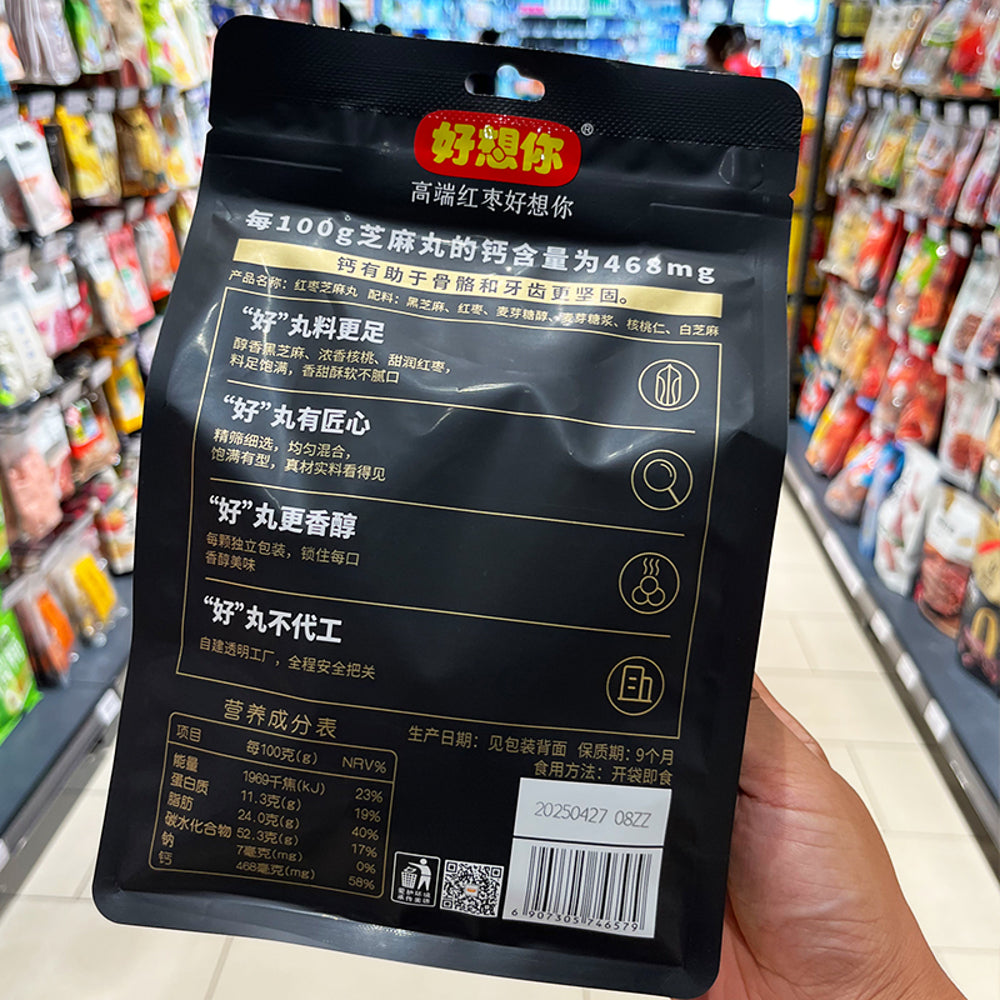 好想你®
高端红枣好想你
每100g芝麻丸的钙含量为468mg
钙有助于骨骼和牙齿更坚固。
产品名称：红枣芝麻丸 配料：黑芝麻、红枣、麦芽糖醇、麦芽糖浆、核桃仁、白芝麻
“好”丸料更足
醇香黑芝麻、浓香核桃、甜润红枣，
料足饱满，香甜酥软不腻口
“好”丸有匠心
精筛细选，均匀混合，
饱满有型，真材实料看得见
“好”丸更香醇
每颗独立包装，锁住每口
香醇美味
“好”丸不代工
自建透明工厂，全程安全把关
营养成分表
项目 每100克(g) NRV%
能量 1969千焦(kJ) 23%
蛋白质 11.3克(g) 19%
脂肪 24.0克(g) 40%
碳水化合物 52.3克(g) 17%
钠 7毫克(mg) 0%
钙 468毫克(mg) 58%
生产日期：见包装背面 保质期：9个月
食用方法：开袋即食
20250427 08ZZ
6 907305 746579